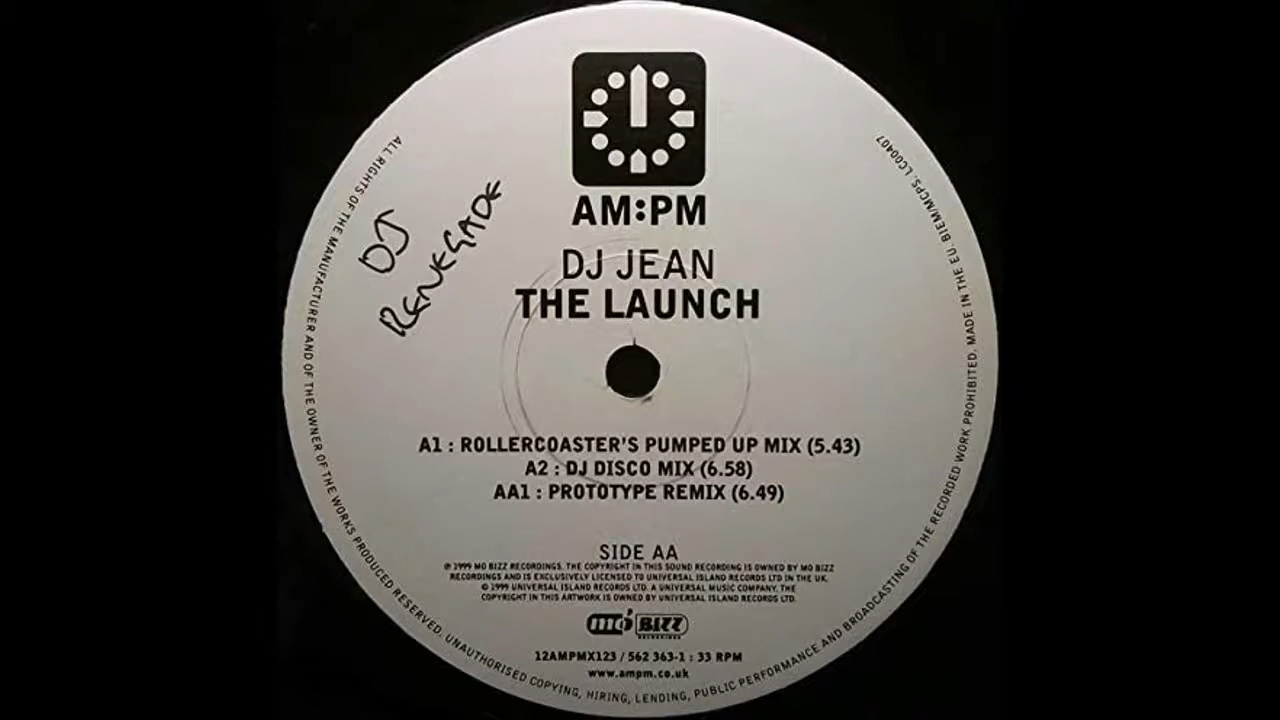 AM:PM
DJ JEAN
THE LAUNCH
DJ
RENEGADE
A1 : ROLLERCOASTER'S PUMPED UP MIX (5.43)
A2 : DJ DISCO MIX (6.58)
AA1 : PROTOTYPE REMIX (6.49)
SIDE AA
℗ 1999 MO BIZZ RECORDINGS. THE COPYRIGHT IN THIS SOUND RECORDING IS OWNED BY MO BIZZ
RECORDINGS AND IS EXCLUSIVELY LICENSED TO UNIVERSAL ISLAND RECORDS LTD IN THE UK.
© 1999 UNIVERSAL ISLAND RECORDS LTD. A UNIVERSAL MUSIC COMPANY. THE
COPYRIGHT IN THIS ARTWORK IS OWNED BY UNIVERSAL ISLAND RECORDS LTD.
mo' BIZZ
RECORDINGS
12AMPMX123 / 562 363-1 : 33 RPM
www.ampm.co.uk
ALL RIGHTS OF THE MANUFACTURER AND OF THE OWNER OF THE WORKS PRODUCED RESERVED. UNAUTHORISED COPYING, HIRING, LENDING, PUBLIC PERFORMANCE AND BROADCASTING OF THE RECORDED WORK PROHIBITED. MADE IN THE EU. BIEM/MCPS. LC00407